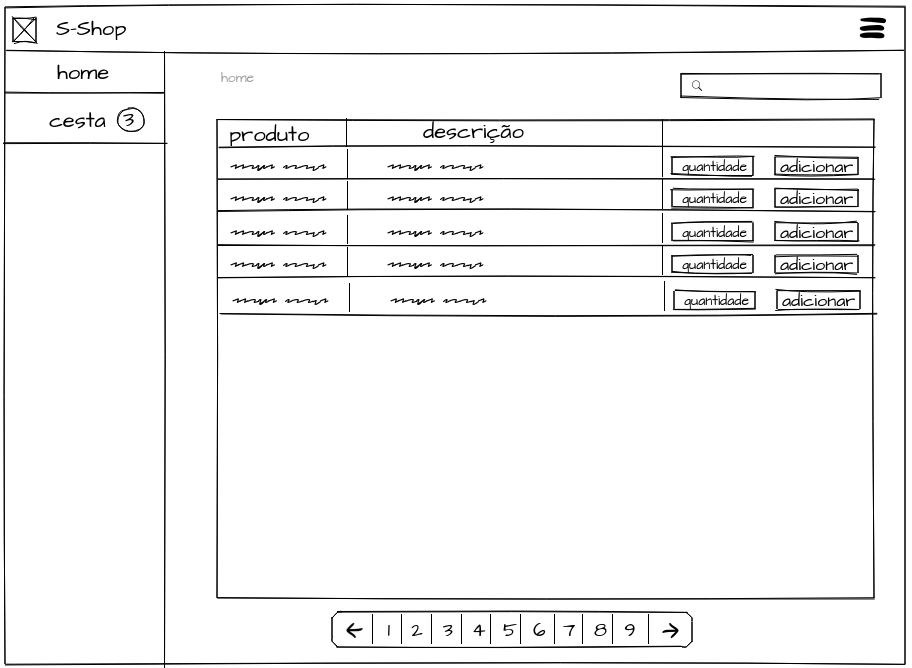 S-Shop
home
cesta 3
home
produto descrição
quantidade adicionar
quantidade adicionar
quantidade adicionar
quantidade adicionar
quantidade adicionar
1 2 3 4 5 6 7 8 9